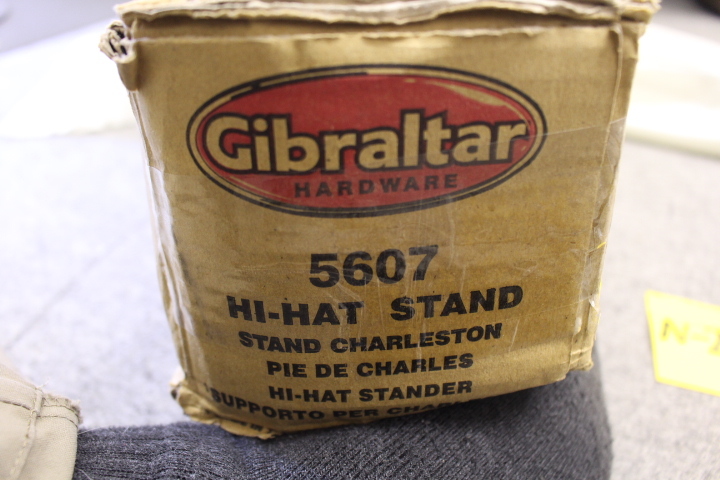 Gibraltar
HARDWARE
5607
HI-HAT STAND
STAND CHARLESTON
PIE DE CHARLES
HI-HAT STANDER
SUPPORTO PER